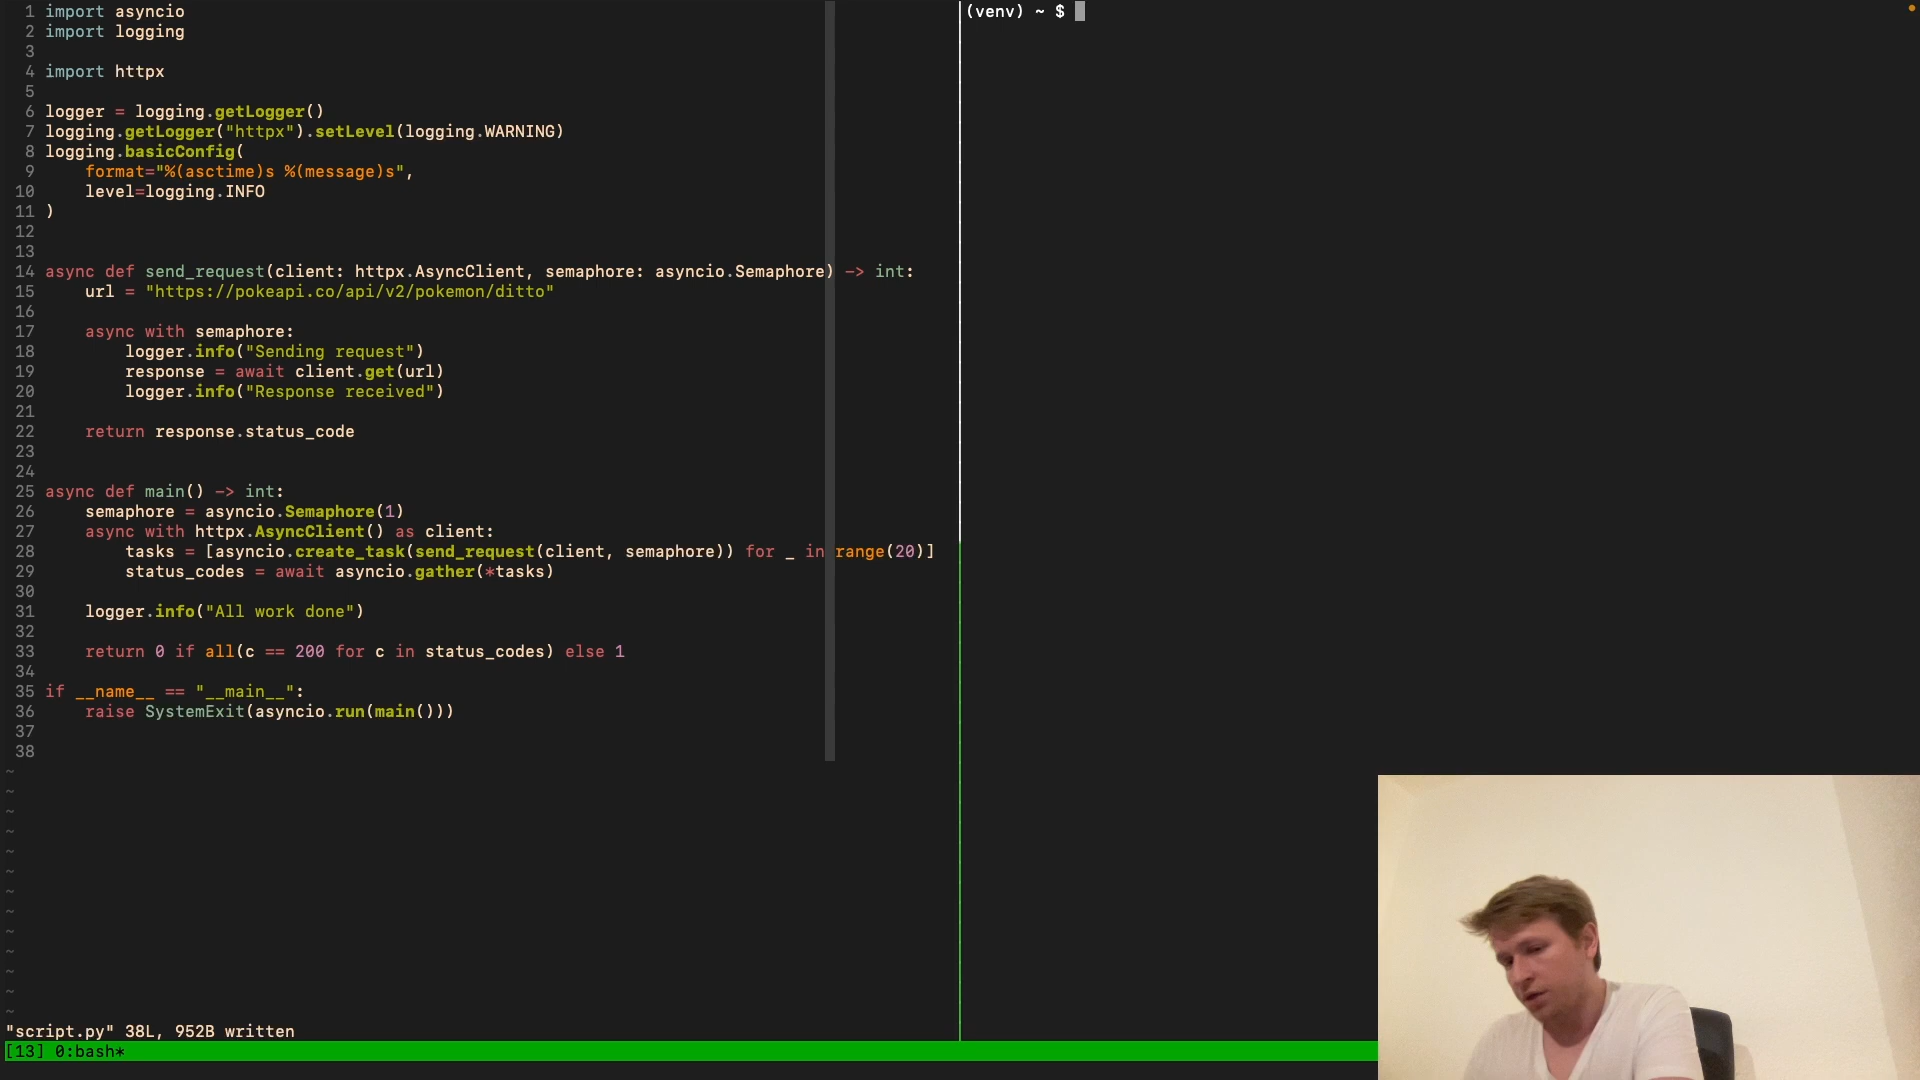 1 import asyncio
2 import logging
3
4 import httpx
5
6 logger = logging.getLogger()
7 logging.getLogger("httpx").setLevel(logging.WARNING)
8 logging.basicConfig(
9     format="%(asctime)s %(message)s",
10     level=logging.INFO
11 )
12
13
14 async def send_request(client: httpx.AsyncClient, semaphore: asyncio.Semaphore) -> int:
15     url = "https://pokeapi.co/api/v2/pokemon/ditto"
16
17     async with semaphore:
18         logger.info("Sending request")
19         response = await client.get(url)
20         logger.info("Response received")
21
22     return response.status_code
23
24
25 async def main() -> int:
26     semaphore = asyncio.Semaphore(1)
27     async with httpx.AsyncClient() as client:
28         tasks = [asyncio.create_task(send_request(client, semaphore)) for _ in range(20)]
29         status_codes = await asyncio.gather(*tasks)
30
31     logger.info("All work done")
32
33     return 0 if all(c == 200 for c in status_codes) else 1
34
35 if __name__ == "__main__":
36     raise SystemExit(asyncio.run(main()))
37
38
~
~
~
~
~
~
~
~
~
~
~
~
~
"script.py" 38L, 952B written
[13] 0:bash*
(venv) ~ $